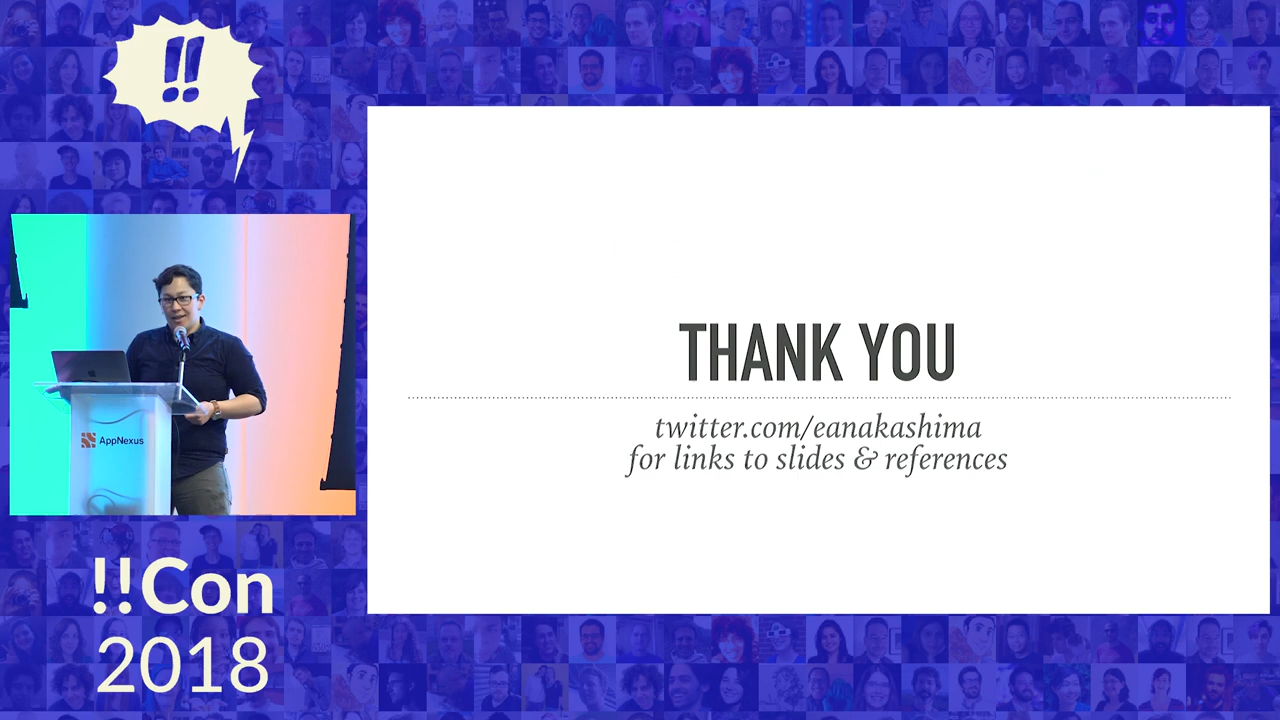 !!
AppNexus
!!Con
2018
THANK YOU
twitter.com/eanakashima
for links to slides & references